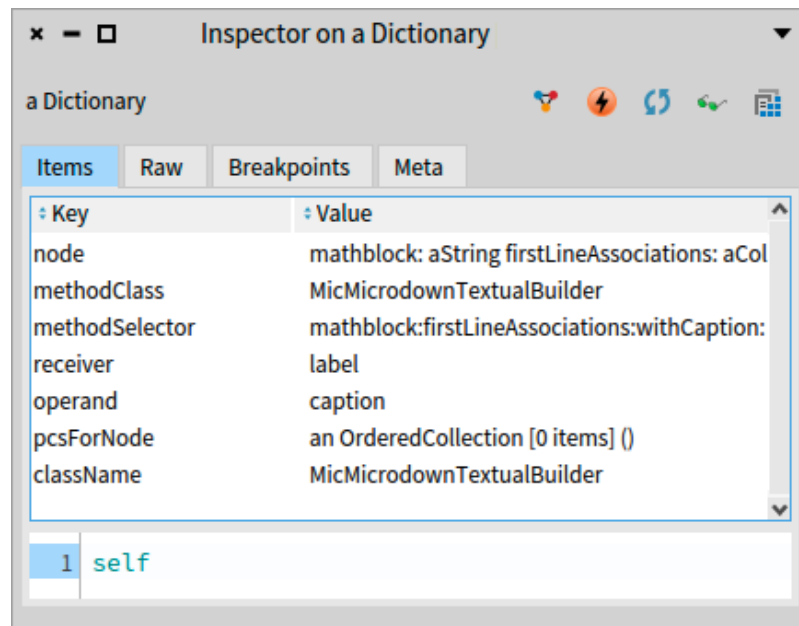 Inspector on a Dictionary
a Dictionary
Items Raw Breakpoints Meta
Key Value
node mathblock: aString firstLineAssociations: aCol
methodClass MicMicrodownTextualBuilder
methodSelector mathblock:firstLineAssociations:withCaption:
receiver label
operand caption
pcsForNode an OrderedCollection [0 items] ()
className MicMicrodownTextualBuilder
1 self